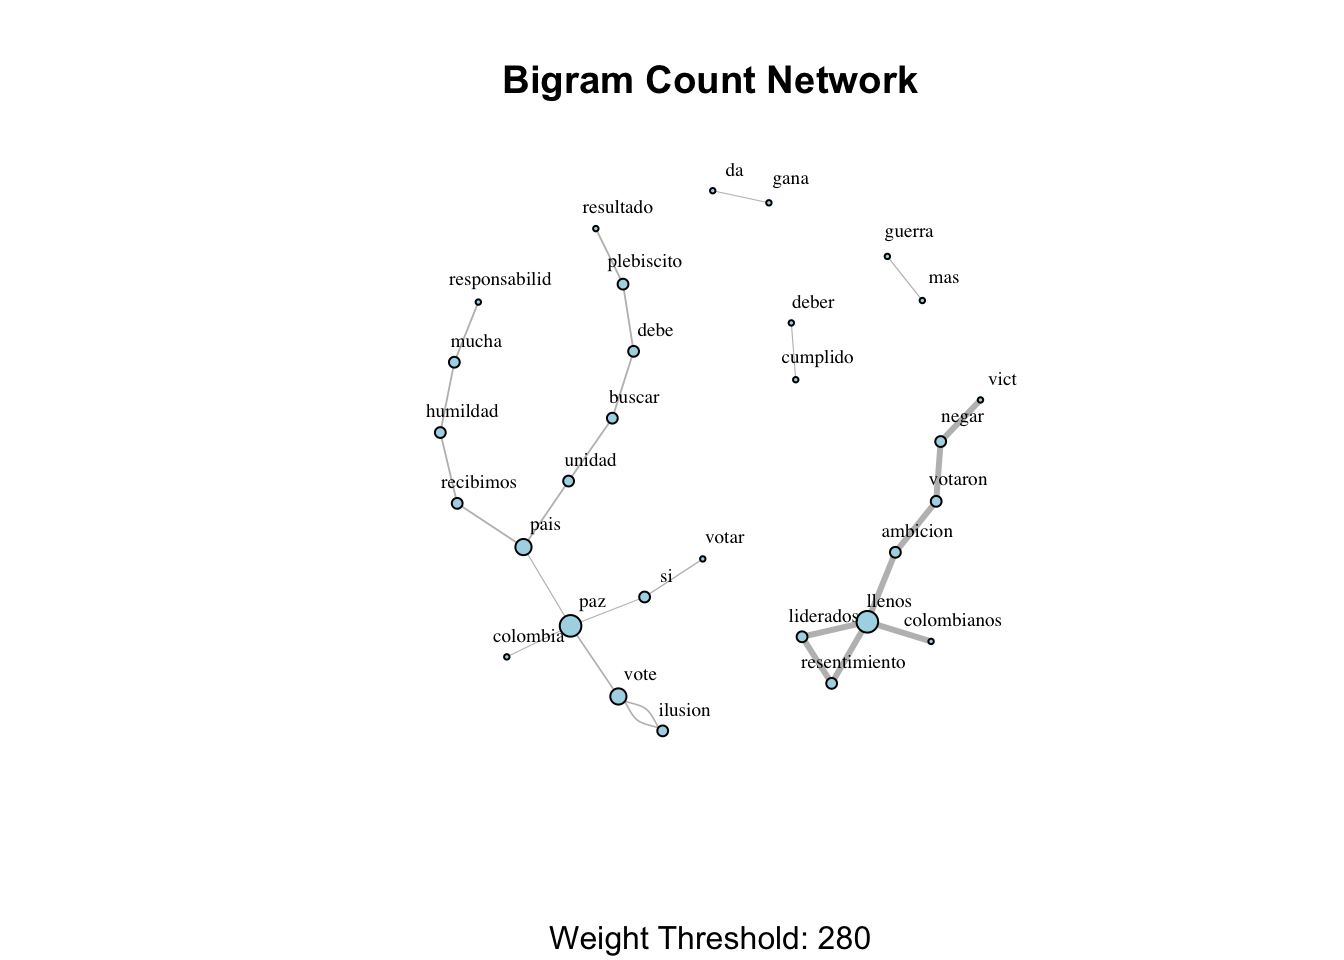 Bigram Count Network
da
gana
resultado
guerra
plebiscito
responsabilid
mas
deber
debe
mucha
cumplido
vict
buscar
humildad
negar
unidad
votaron
recibimos
pais
ambicion
votar
si
paz
llenos
liderados
colombianos
colombia
resentimiento
vote
ilusion
Weight Threshold: 280